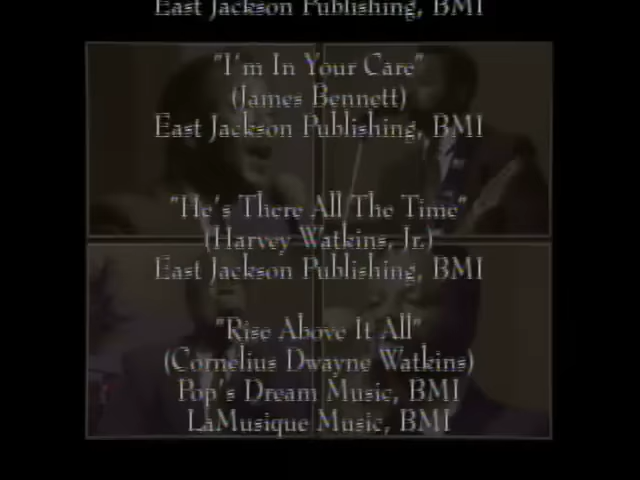 East Jackson Publishing, BMI
"I'm In Your Care"
(James Bennett)
East Jackson Publishing, BMI
"He's There All The Time"
(Harvey Watkins, Jr.)
East Jackson Publishing, BMI
"Rise Above It All"
(Cornelius Dwayne Watkins)
Pop's Dream Music, BMI
LaMusique Music, BMI